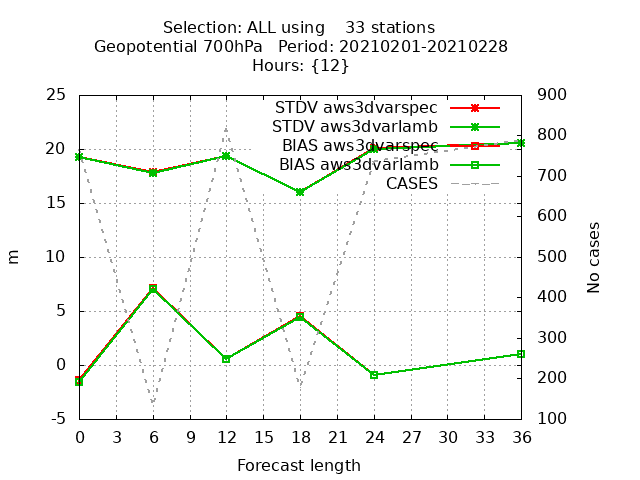 Selection: ALL using    33 stations
Geopotential 700hPa   Period: 20210201-20210228
Hours: {12}
25
20
15
10
5
0
-5
m
900
800
700
600
500
400
300
200
100
No cases
STDV aws3dvarspec
STDV aws3dvarlamb
BIAS aws3dvarspec
BIAS aws3dvarlamb
CASES
0 3 6 9 12 15 18 21 24 27 30 33 36
Forecast length